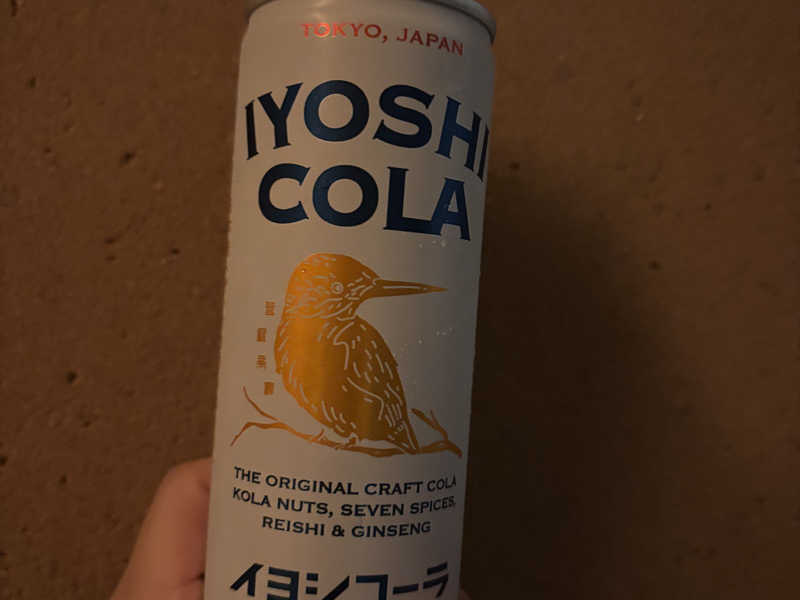 TOKYO, JAPAN
IYOSHI
COLA
THE ORIGINAL CRAFT COLA
KOLA NUTS, SEVEN SPICES,
REISHI & GINSENG
イヨシコーラ